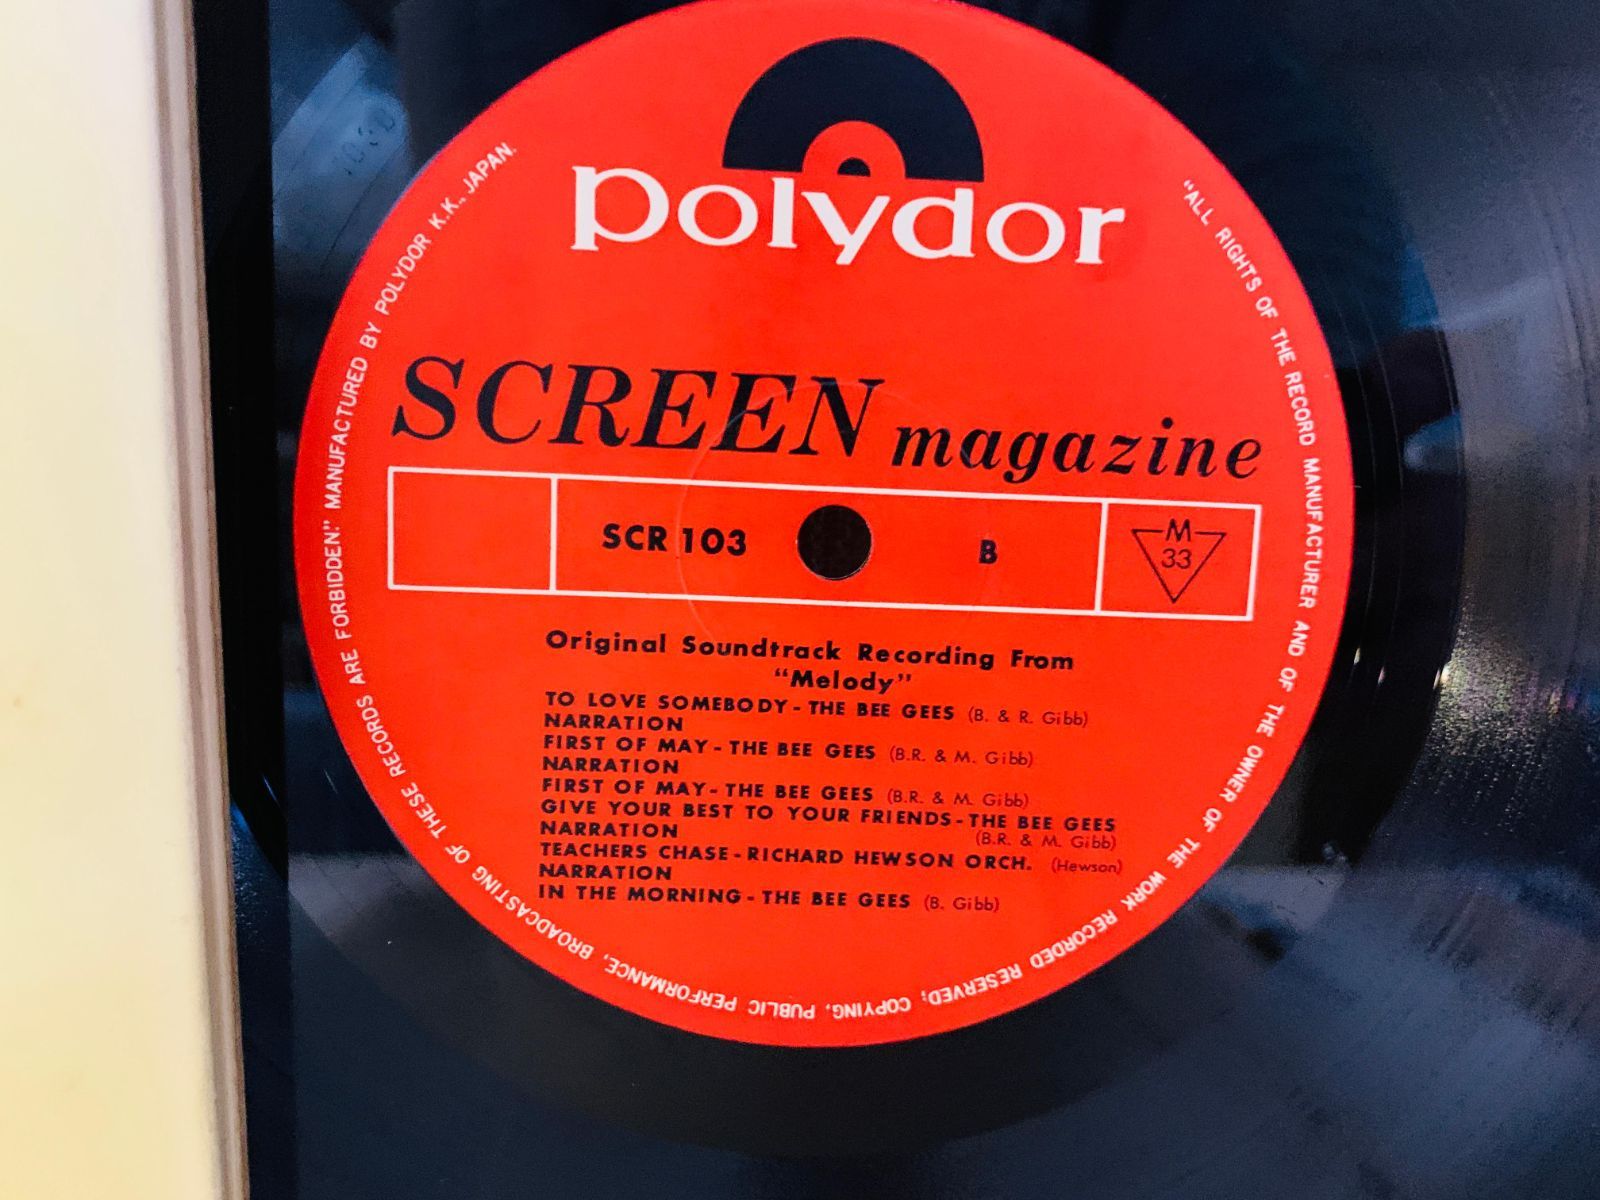 polydor
SCREEN magazine
SCR 103
B
M
33
Original Soundtrack Recording From
"Melody"
TO LOVE SOMEBODY - THE BEE GEES (B. & R. Gibb)
NARRATION
FIRST OF MAY - THE BEE GEES (B.R. & M. Gibb)
NARRATION
FIRST OF MAY - THE BEE GEES (B.R. & M. Gibb)
GIVE YOUR BEST TO YOUR FRIENDS - THE BEE GEES
NARRATION (B.R. & M. Gibb)
TEACHERS CHASE - RICHARD HEWSON ORCH. (Hewson)
NARRATION
IN THE MORNING - THE BEE GEES (B. Gibb)
"ALL RIGHTS OF THE RECORD MANUFACTURER AND OF THE OWNER OF THE WORK RECORDED RESERVED; COPYING, PUBLIC PERFORMANCE, BROADCASTING OF THESE RECORDS ARE FORBIDDEN." MANUFACTURED BY POLYDOR K.K., JAPAN.